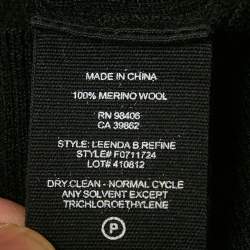 MADE IN CHINA
100% MERINO WOOL
RN 98406
CA 39862
STYLE: LEENDA B.REFINE
STYLE# F0711724
LOT# 410812
DRY CLEAN - NORMAL CYCLE
ANY SOLVENT EXCEPT
TRICHLOROETHYLENE
P